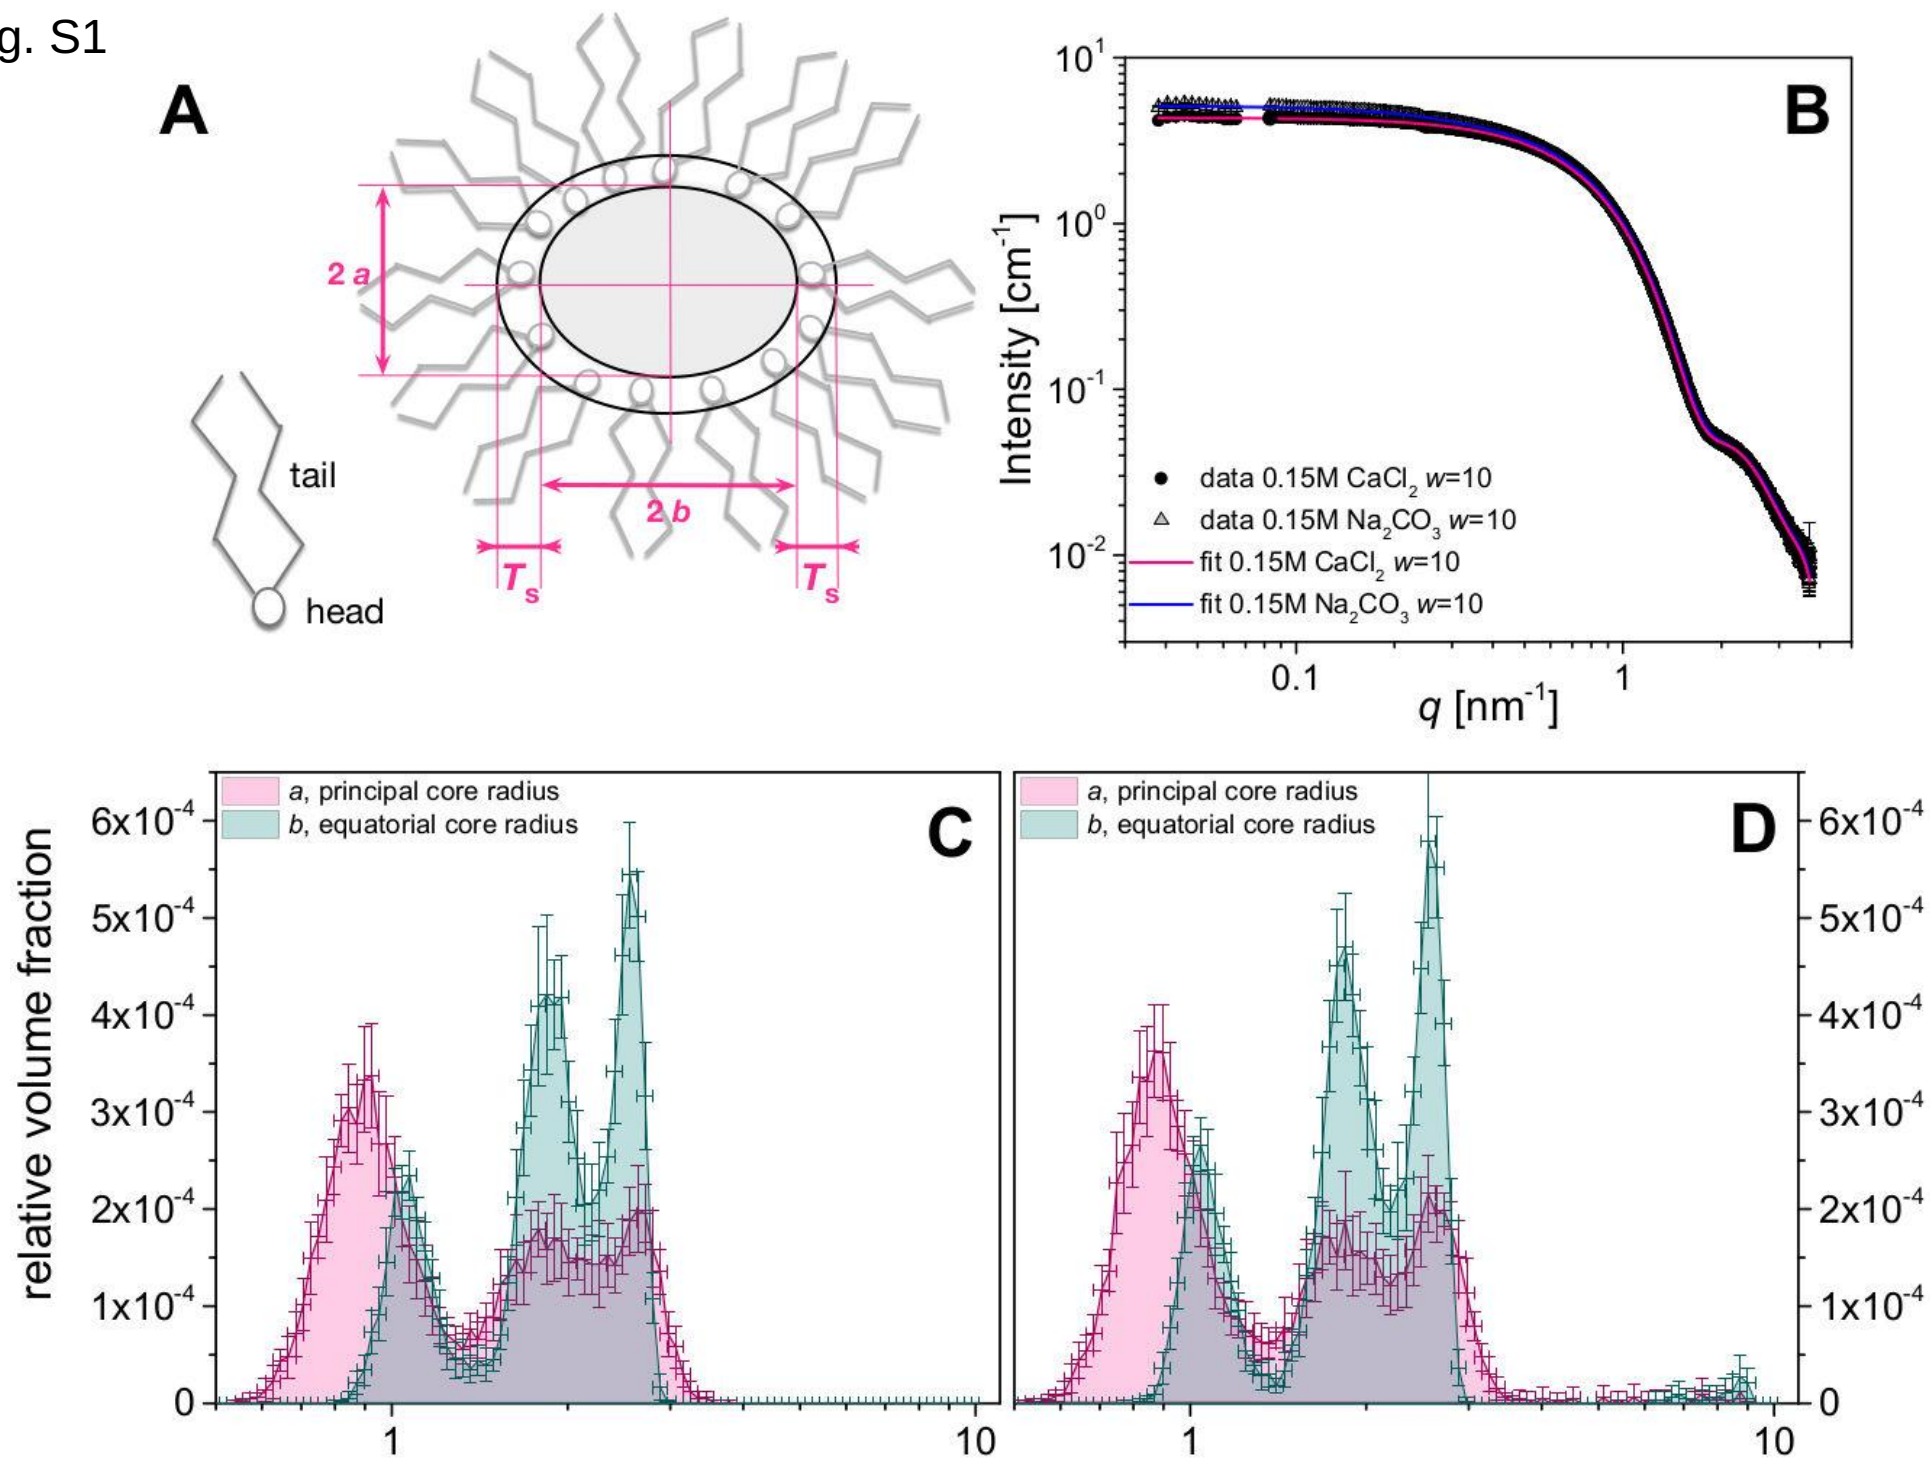 g. S1
A
2 a
2 b
Ts
Ts
tail
head
B
10^1
10^0
10^-1
10^-2
Intensity [cm^-1]
data 0.15M CaCl2 w=10
data 0.15M Na2CO3 w=10
fit 0.15M CaCl2 w=10
fit 0.15M Na2CO3 w=10
0.1
1
q [nm^-1]
a, principal core radius
b, equatorial core radius
C
6x10^-4
5x10^-4
4x10^-4
3x10^-4
2x10^-4
1x10^-4
0
relative volume fraction
1
10
a, principal core radius
b, equatorial core radius
D
6x10^-4
5x10^-4
4x10^-4
3x10^-4
2x10^-4
1x10^-4
0
1
10